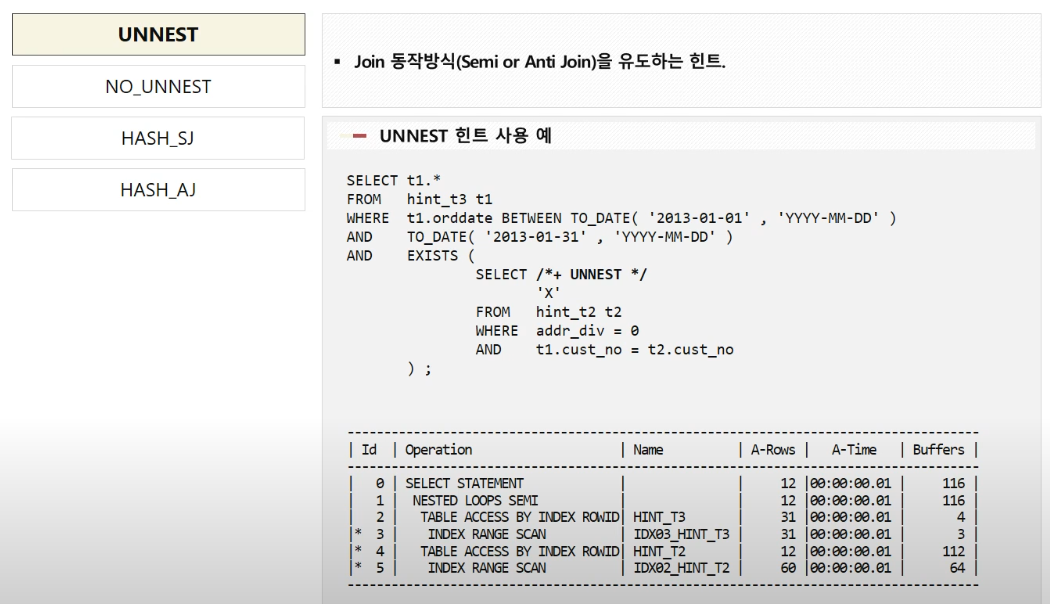 UNNEST
NO_UNNEST
HASH_SJ
HASH_AJ
▪ Join 동작방식(Semi or Anti Join)을 유도하는 힌트.
UNNEST 힌트 사용 예
SELECT t1.*
FROM   hint_t3 t1
WHERE  t1.orddate BETWEEN TO_DATE( '2013-01-01' , 'YYYY-MM-DD' )
AND    TO_DATE( '2013-01-31' , 'YYYY-MM-DD' )
AND    EXISTS (
SELECT /*+ UNNEST */
'X'
FROM   hint_t2 t2
WHERE  addr_div = 0
AND    t1.cust_no = t2.cust_no
) ;
--------------------------------------------------------------------------------
| Id | Operation | Name | A-Rows | A-Time | Buffers |
--------------------------------------------------------------------------------
| 0 | SELECT STATEMENT | | 12 |00:00:00.01 | 116 |
| 1 | NESTED LOOPS SEMI | | 12 |00:00:00.01 | 116 |
| 2 | TABLE ACCESS BY INDEX ROWID| HINT_T3 | 31 |00:00:00.01 | 4 |
|* 3 | INDEX RANGE SCAN | IDX03_HINT_T3 | 31 |00:00:00.01 | 3 |
|* 4 | TABLE ACCESS BY INDEX ROWID| HINT_T2 | 12 |00:00:00.01 | 112 |
|* 5 | INDEX RANGE SCAN | IDX02_HINT_T2 | 60 |00:00:00.01 | 64 |
--------------------------------------------------------------------------------